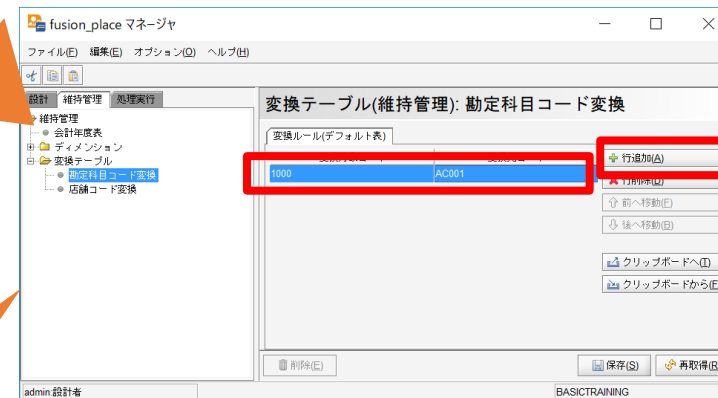 fusion_place マネージャ
ファイル(F) 編集(E) オプション(O) ヘルプ(H)
設計 維持管理 処理実行
維持管理
会計年度表
ディメンション
変換テーブル
勘定科目コード変換
店舗コード変換
変換テーブル(維持管理): 勘定科目コード変換
変換ルール(デフォルト表)
1000 AC001
行追加(A)
行削除(D)
前へ移動(F)
後へ移動(B)
クリップボードへ(T)
クリップボードから(F
削除(E)
保存(S) 再取得(R
admin:設計者 BASICTRAINING